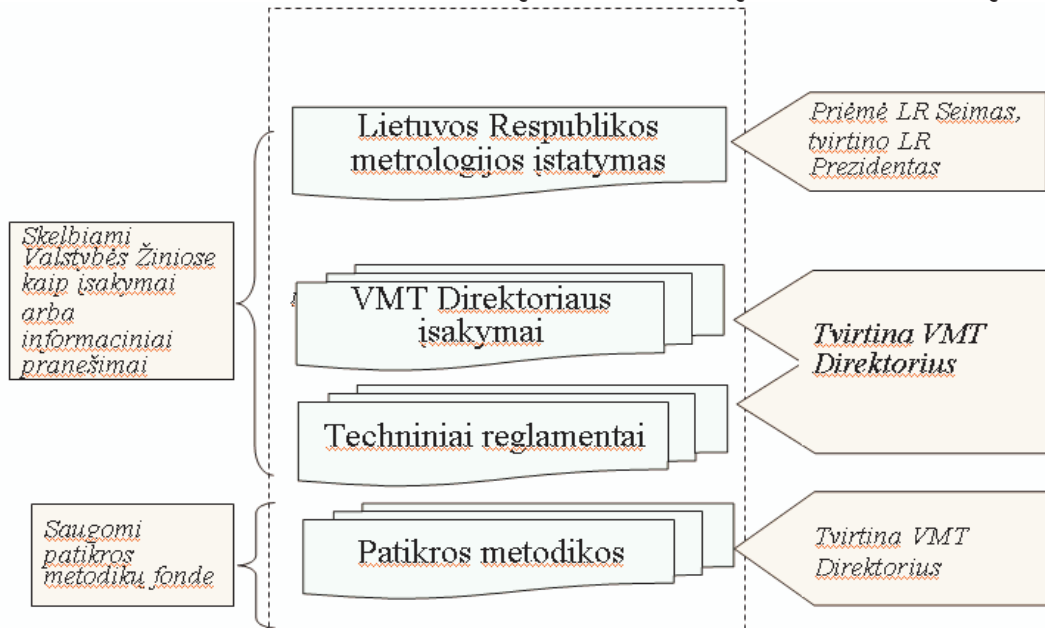 Lietuvos Respublikos
metrologijos įstatymas
Priėmė LR Seimas,
tvirtino LR
Prezidentas
Skelbiami
Valstybės Žiniose
kaip įsakymai
arba
informaciniai
pranešimai
VMT Direktoriaus
įsakymai
Tvirtina VMT
Direktorius
Techniniai reglamentai
Saugomi
patikros
metodikų fonde
Patikros metodikos
Tvirtina VMT
Direktorius